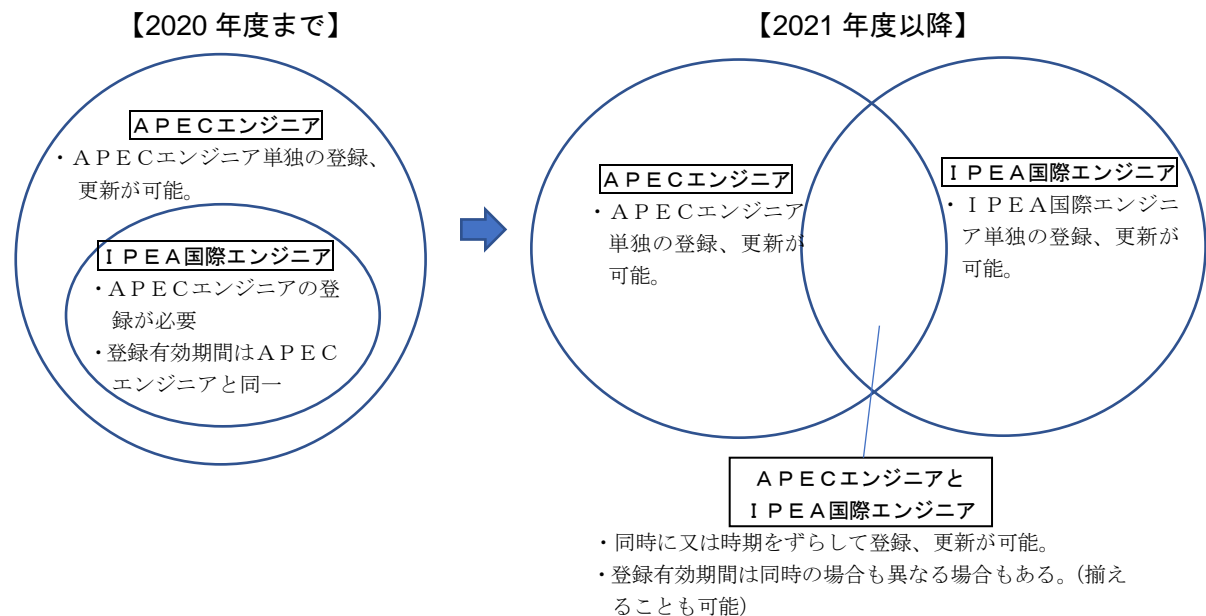 【2020 年度まで】
ＡＰＥＣエンジニア
・ＡＰＥＣエンジニア単独の登録、
更新が可能。
ＩＰＥＡ国際エンジニア
・ＡＰＥＣエンジニアの登
録が必要
・登録有効期間はＡＰＥＣ
エンジニアと同一
【2021 年度以降】
ＡＰＥＣエンジニア
・ＡＰＥＣエンジニア
単独の登録、更新が
可能。
ＩＰＥＡ国際エンジニア
・ＩＰＥＡ国際エンジニ
ア単独の登録、更新が
可能。
ＡＰＥＣエンジニアと
ＩＰＥＡ国際エンジニア
・同時に又は時期をずらして登録、更新が可能。
・登録有効期間は同時の場合も異なる場合もある。(揃え
ることも可能）